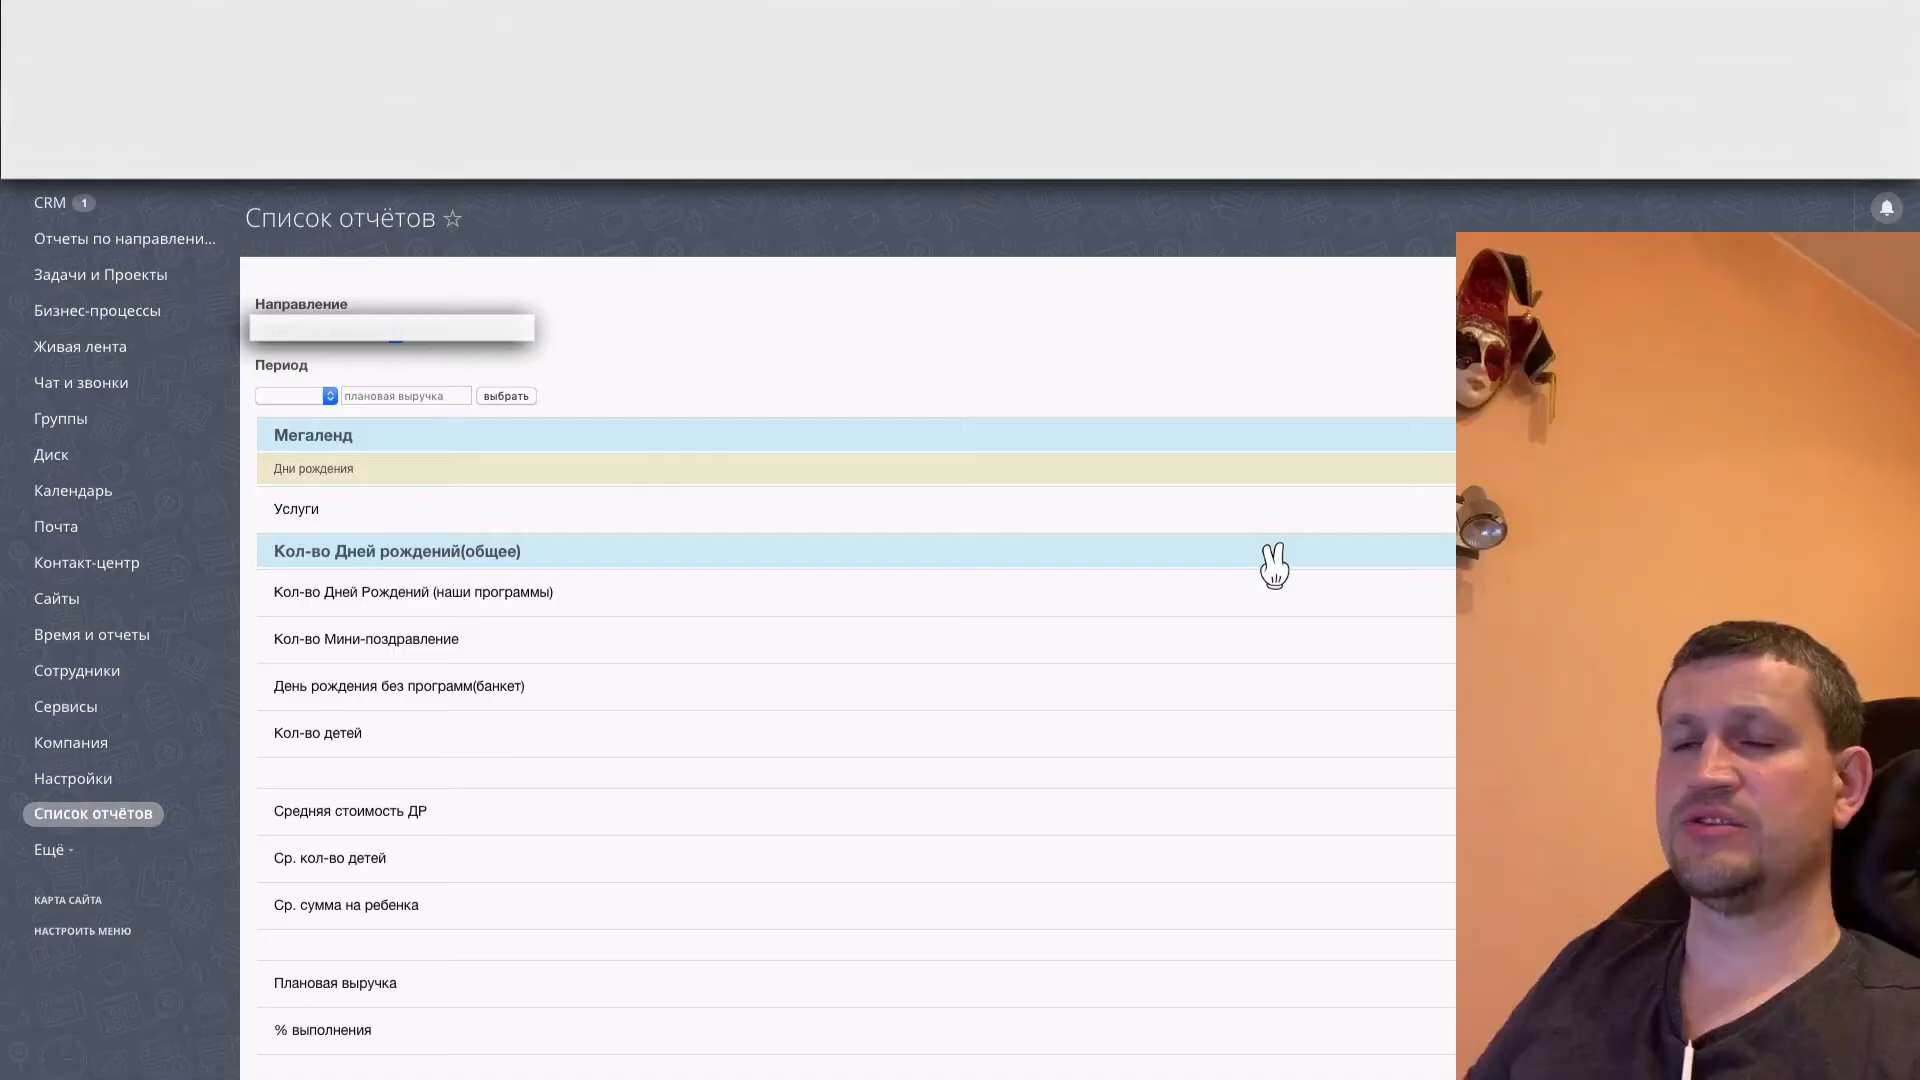 CRM 1
Отчеты по направлени...
Задачи и Проекты
Бизнес-процессы
Живая лента
Чат и звонки
Группы
Диск
Календарь
Почта
Контакт-центр
Сайты
Время и отчеты
Сотрудники
Сервисы
Компания
Настройки
Список отчётов
Ещё -
КАРТА САЙТА
НАСТРОИТЬ МЕНЮ
Список отчётов
Направление
Период
плановая выручка выбрать
Мегаленд
Дни рождения
Услуги
Кол-во Дней рождений(общее)
Кол-во Дней Рождений (наши программы)
Кол-во Мини-поздравление
День рождения без программ(банкет)
Кол-во детей
Средняя стоимость ДР
Ср. кол-во детей
Ср. сумма на ребенка
Плановая выручка
% выполнения